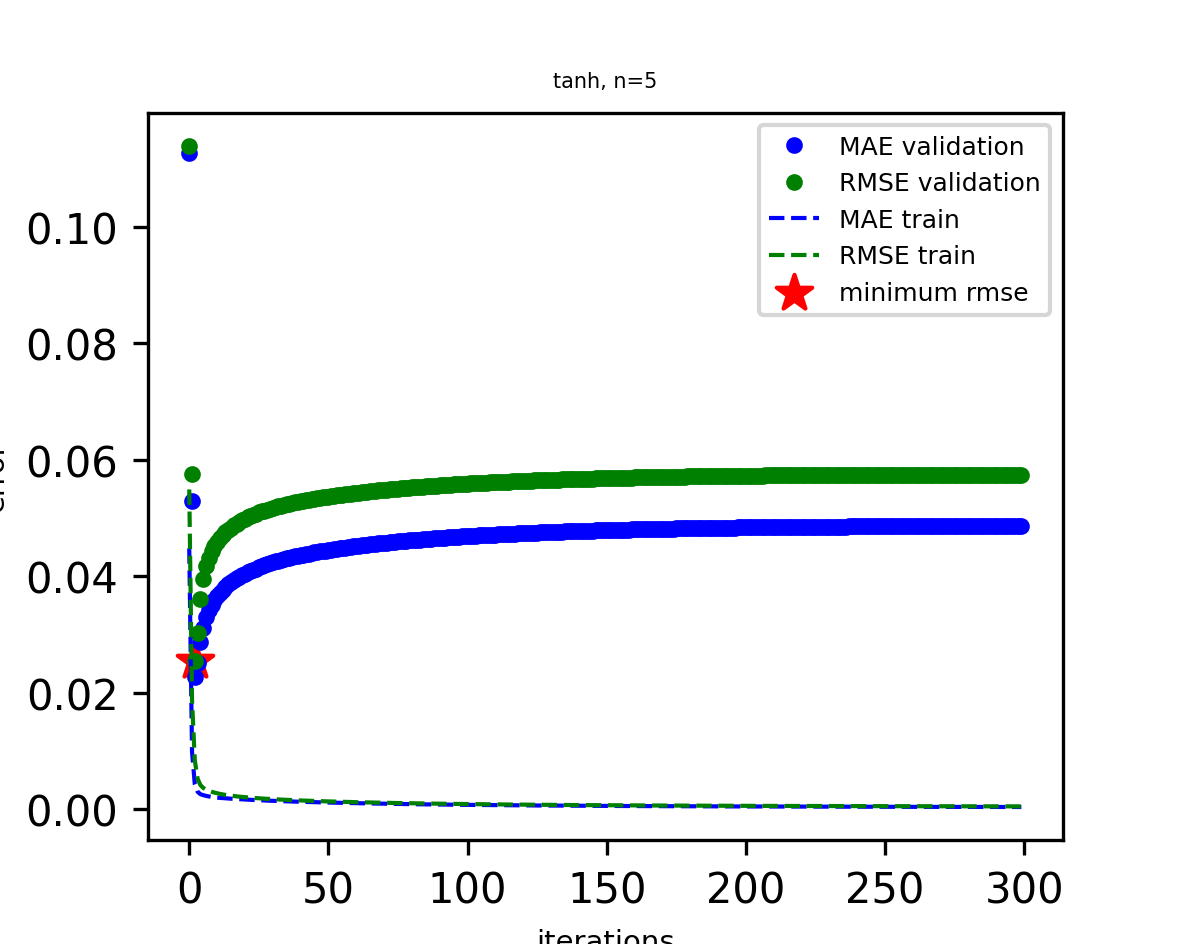 tanh, n=5
MAE validation
RMSE validation
MAE train
RMSE train
minimum rmse
0.10
0.08
0.06
0.04
0.02
0.00
0 50 100 150 200 250 300
iterations